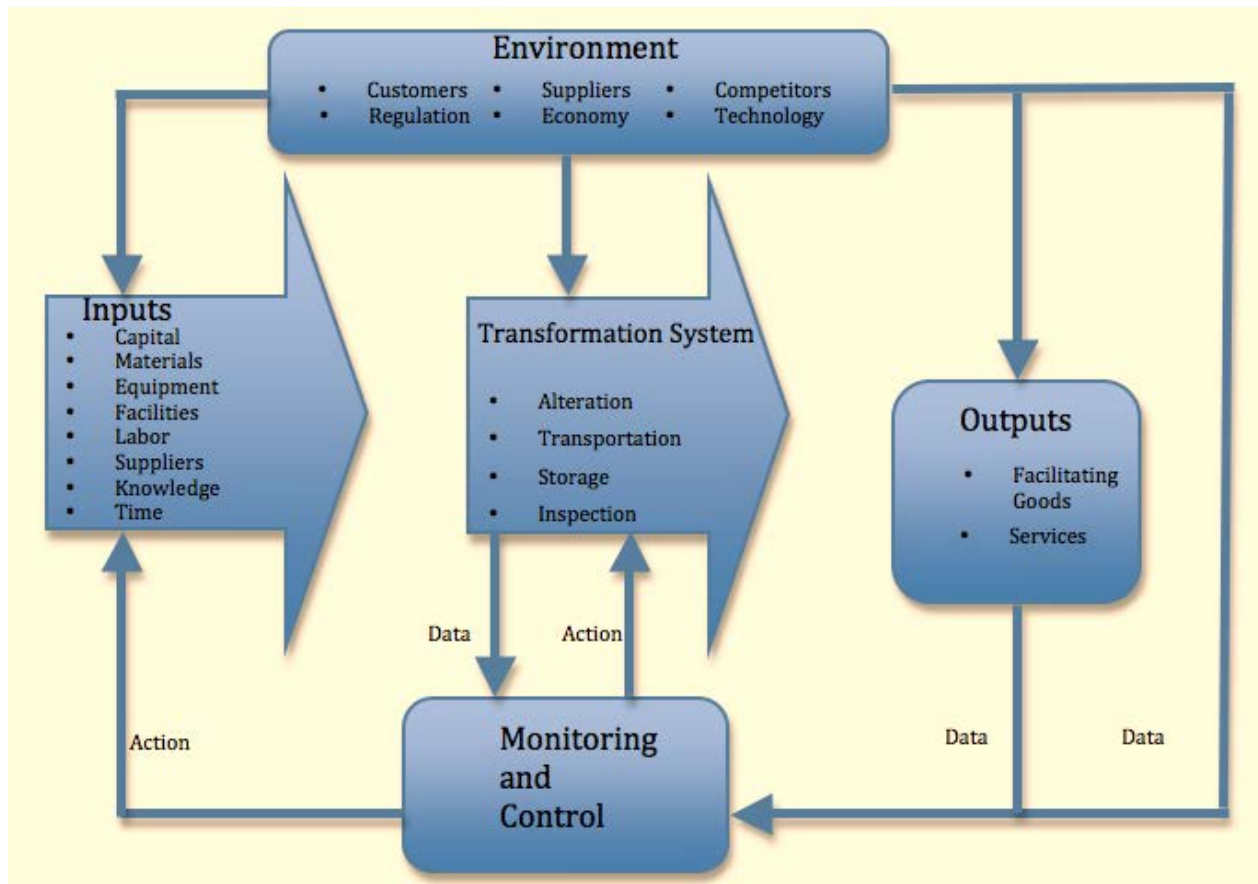 Environment
• Customers • Suppliers • Competitors
• Regulation • Economy • Technology
Inputs
• Capital
• Materials
• Equipment
• Facilities
• Labor
• Suppliers
• Knowledge
• Time
Transformation System
• Alteration
• Transportation
• Storage
• Inspection
Outputs
• Facilitating
Goods
• Services
Data
Action
Action
Monitoring
and
Control
Data
Data